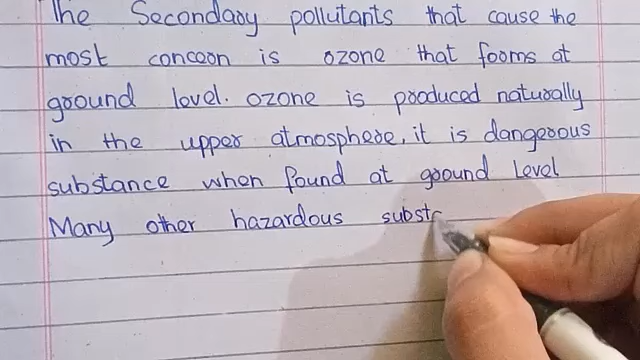 The Secondary pollutants that cause the
most concern is ozone that forms at
ground level. Ozone is produced naturally
in the upper atmosphere, it is dangerous
substance when found at ground Level
Many other hazardous subst